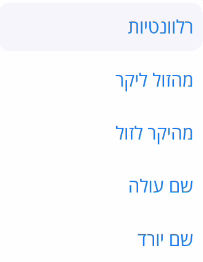 רלוונטיות
מהזול ליקר
מהיקר לזול
שם עולה
שם יורד